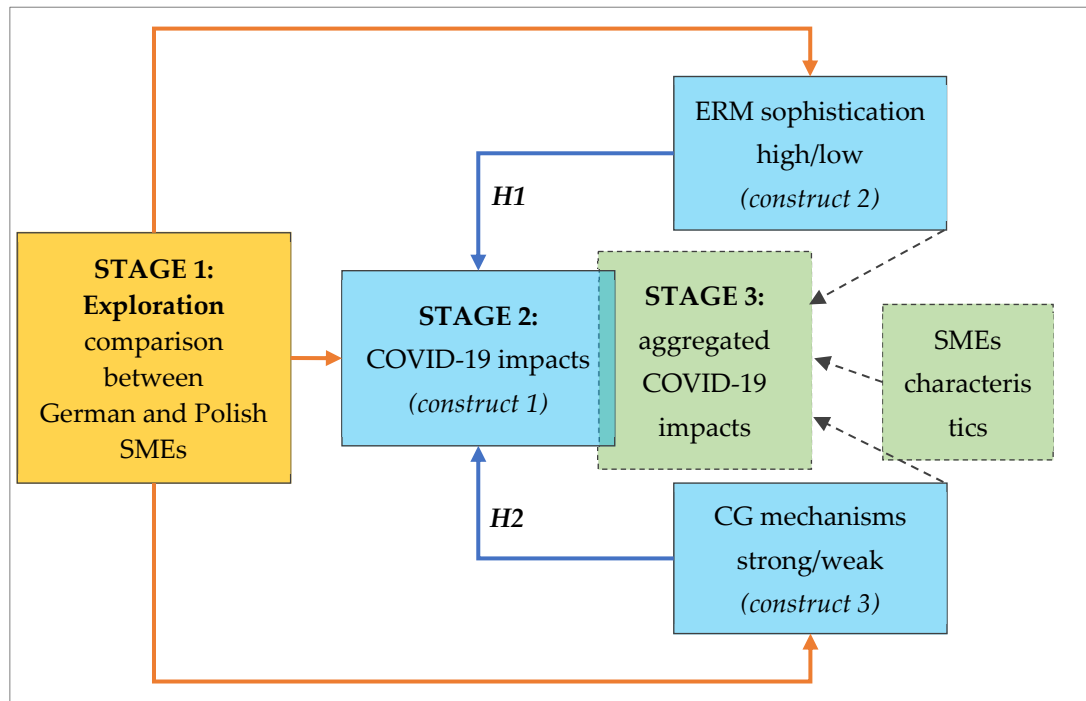 ERM sophistication
high/low
(construct 2)
H1
STAGE 1:
Exploration
comparison
between
German and Polish
SMEs
STAGE 2:
COVID-19 impacts
(construct 1)
STAGE 3:
aggregated
COVID-19
impacts
SMEs
characteris
tics
H2
CG mechanisms
strong/weak
(construct 3)